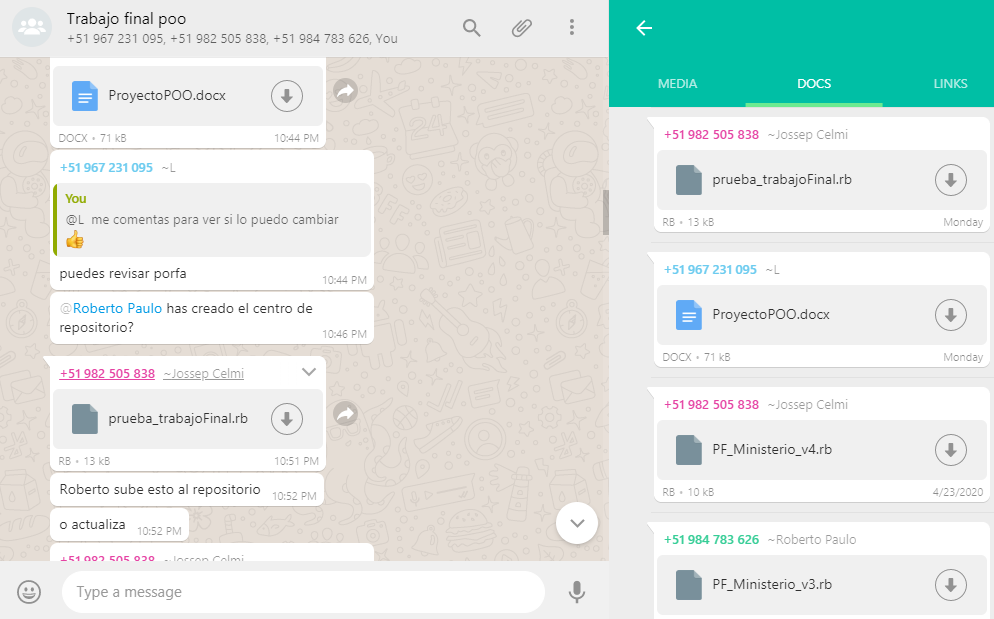 Trabajo final poo
+51 967 231 095, +51 982 505 838, +51 984 783 626, You
ProyectoPOO.docx
DOCX • 71 kB 10:44 PM
+51 967 231 095 ~L
You
@L me comentas para ver si lo puedo cambiar
👍
puedes revisar porfa 10:44 PM
@Roberto Paulo has creado el centro de
repositorio? 10:46 PM
+51 982 505 838 ~Jossep Celmi
prueba_trabajoFinal.rb
RB • 13 kB 10:51 PM
Roberto sube esto al repositorio 10:52 PM
o actualiza 10:52 PM
+51 982 505 838 ~Jossep Celmi
Type a message
MEDIA DOCS LINKS
+51 982 505 838 ~Jossep Celmi
prueba_trabajoFinal.rb
RB • 13 kB Monday
+51 967 231 095 ~L
ProyectoPOO.docx
DOCX • 71 kB Monday
+51 982 505 838 ~Jossep Celmi
PF_Ministerio_v4.rb
RB • 10 kB 4/23/2020
+51 984 783 626 ~Roberto Paulo
PF_Ministerio_v3.rb